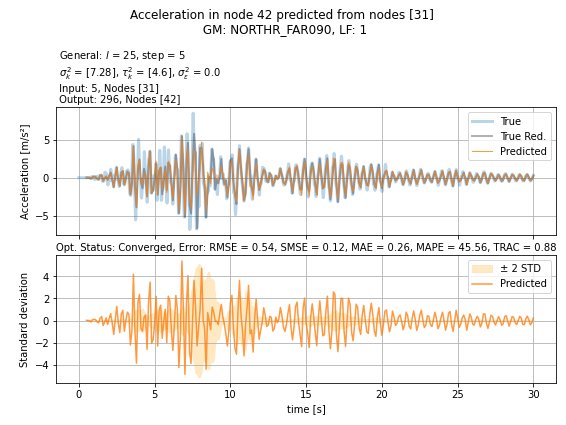 Acceleration in node 42 predicted from nodes [31]
GM: NORTHR_FAR090, LF: 1
General: l = 25, step = 5
σ²ₖ = [7.28], τ²ₖ = [4.6], σ²ε = 0.0
Input: 5, Nodes [31]
Output: 296, Nodes [42]
True
True Red.
Predicted
5
0
−5
Acceleration [m/s²]
Opt. Status: Converged, Error: RMSE = 0.54, SMSE = 0.12, MAE = 0.26, MAPE = 45.56, TRAC = 0.88
± 2 STD
Predicted
4
2
0
−2
−4
Standard deviation
0 5 10 15 20 25 30
time [s]